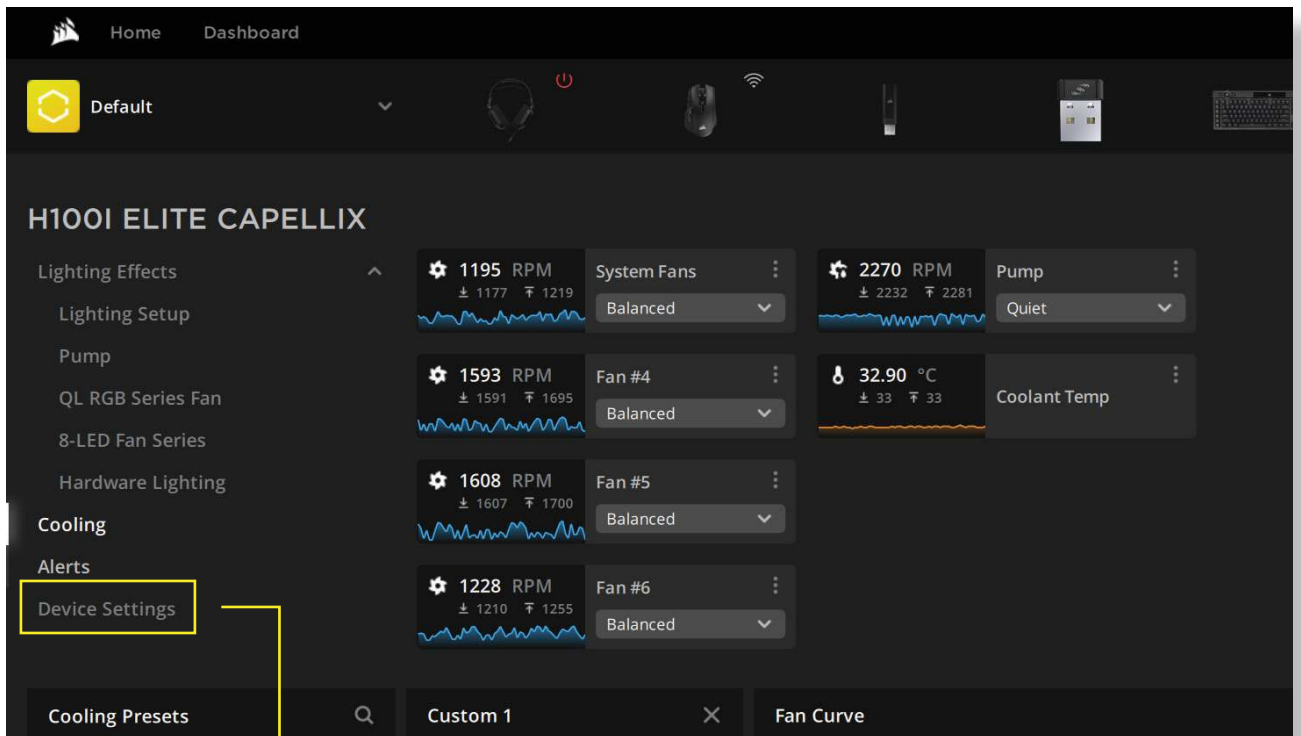 Home Dashboard
Default
H100I ELITE CAPELLIX
Lighting Effects
Lighting Setup
Pump
QL RGB Series Fan
8-LED Fan Series
Hardware Lighting
Cooling
Alerts
Device Settings
1195 RPM
1177 1219
System Fans
Balanced
2270 RPM
2232 2281
Pump
Quiet
1593 RPM
1591 1695
Fan #4
Balanced
32.90 °C
33 33
Coolant Temp
1608 RPM
1607 1700
Fan #5
Balanced
1228 RPM
1210 1255
Fan #6
Balanced
Cooling Presets
Custom 1
Fan Curve